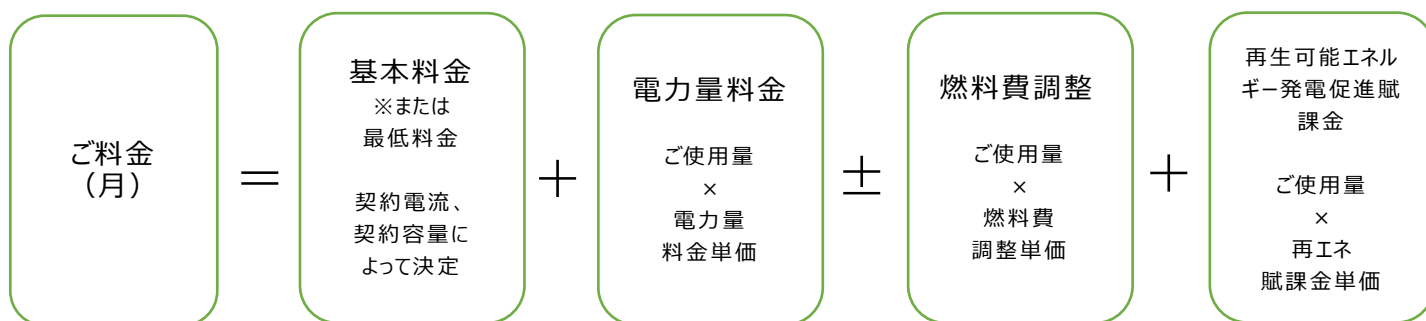 ご料金
（月）
＝
基本料金
※または
最低料金
契約電流、
契約容量に
よって決定
＋
電力量料金
ご使用量
×
電力量
料金単価
±
燃料費調整
ご使用量
×
燃料費
調整単価
＋
再生可能エネル
ギー発電促進賦
課金
ご使用量
×
再エネ
賦課金単価